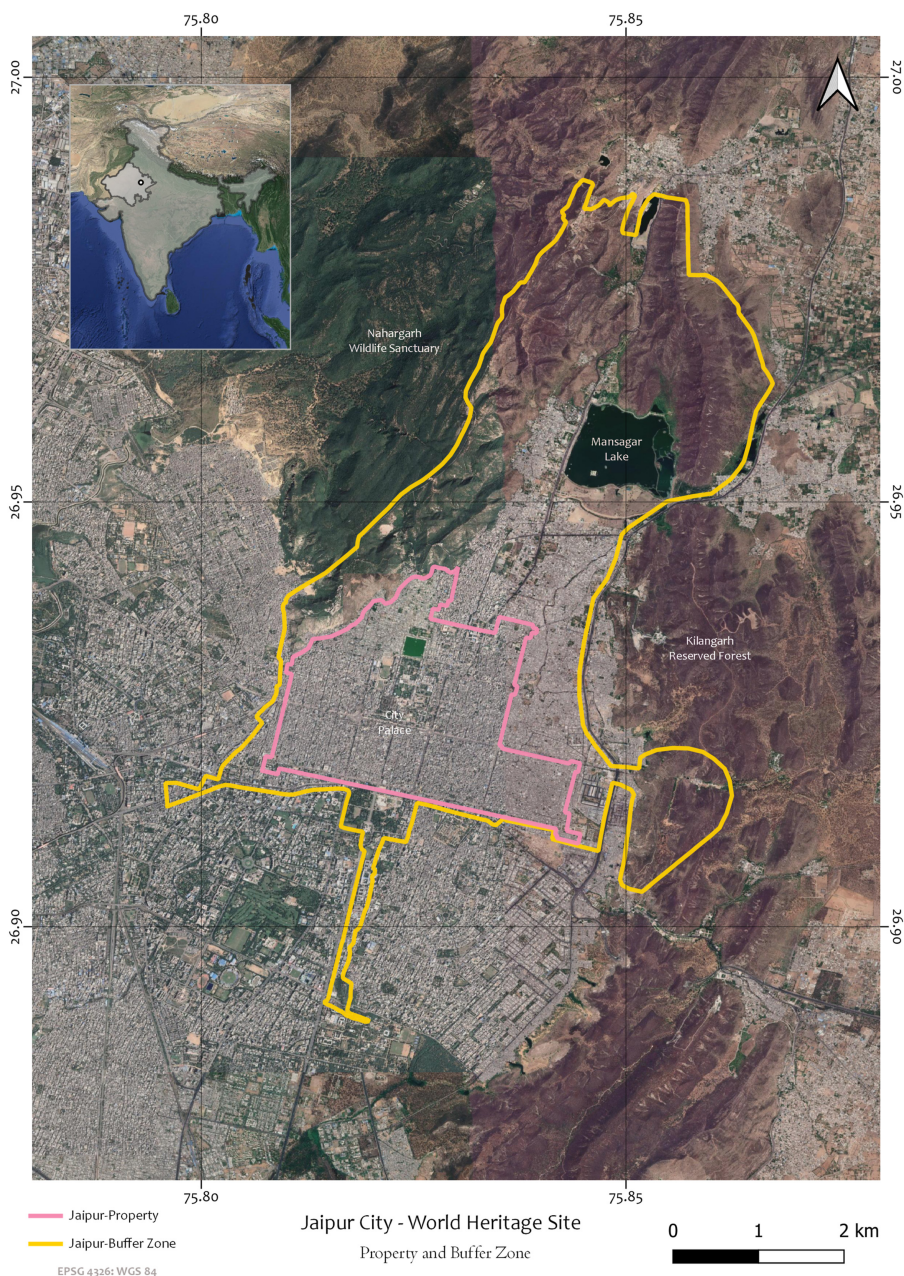 75.80
75.85
27.00
27.00
Nahargarh
Wildlife Sanctuary
Mansagar
Lake
26.95
26.95
Kilangarh
Reserved Forest
City
Palace
26.90
26.90
75.80
75.85
Jaipur-Property
Jaipur-Buffer Zone
EPSG 4326: WGS 84
Jaipur City - World Heritage Site
Property and Buffer Zone
0 1 2 km